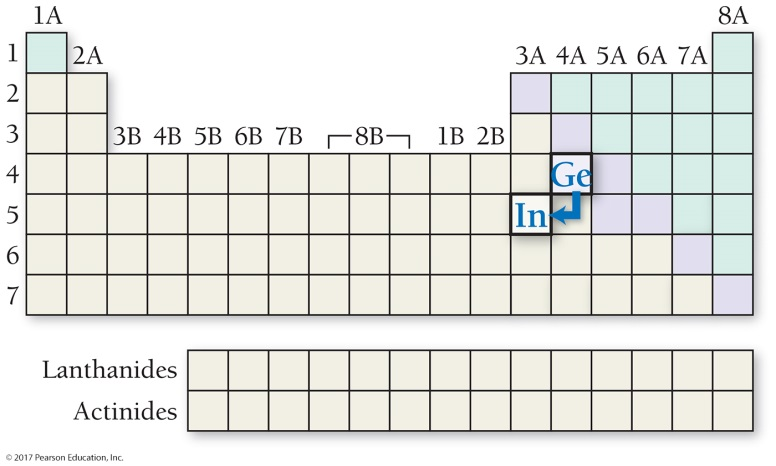 1A 8A
1 2A 3A 4A 5A 6A 7A
2
3 3B 4B 5B 6B 7B 8B 1B 2B
4 Ge
5 In
6
7
Lanthanides
Actinides
© 2017 Pearson Education, Inc.